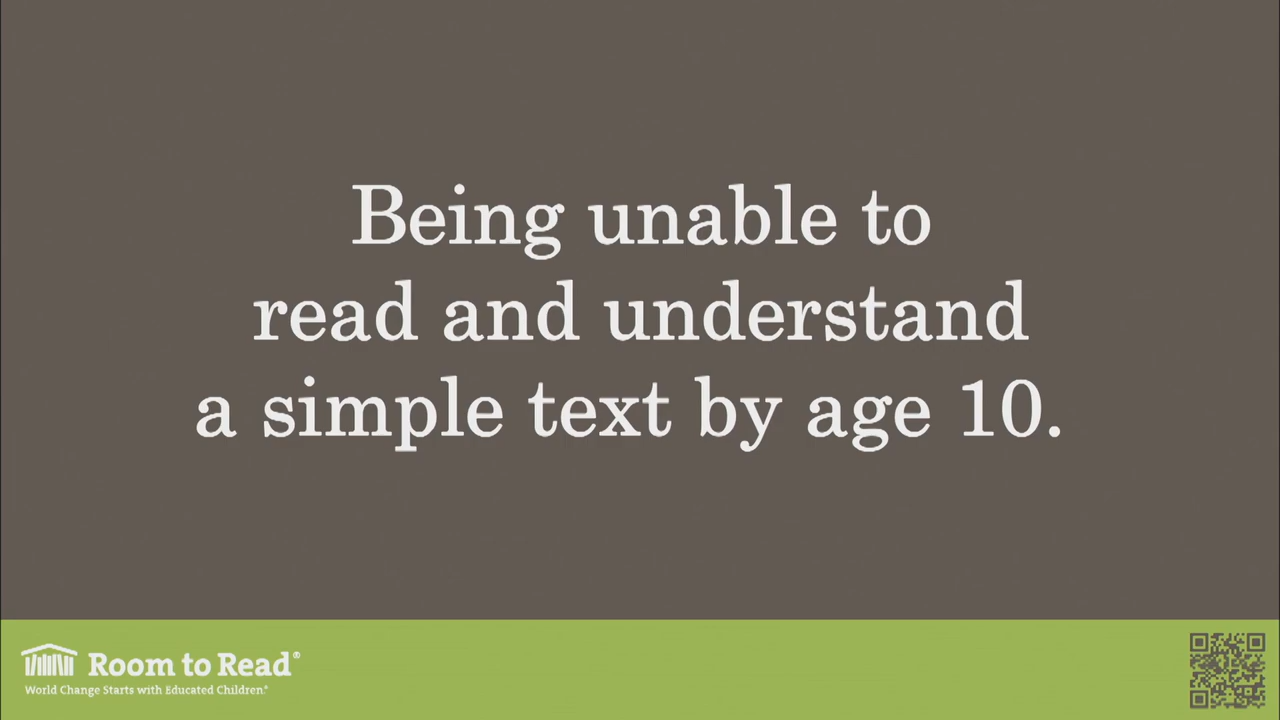 Being unable to
read and understand
a simple text by age 10.
Room to Read®
World Change Starts with Educated Children.®